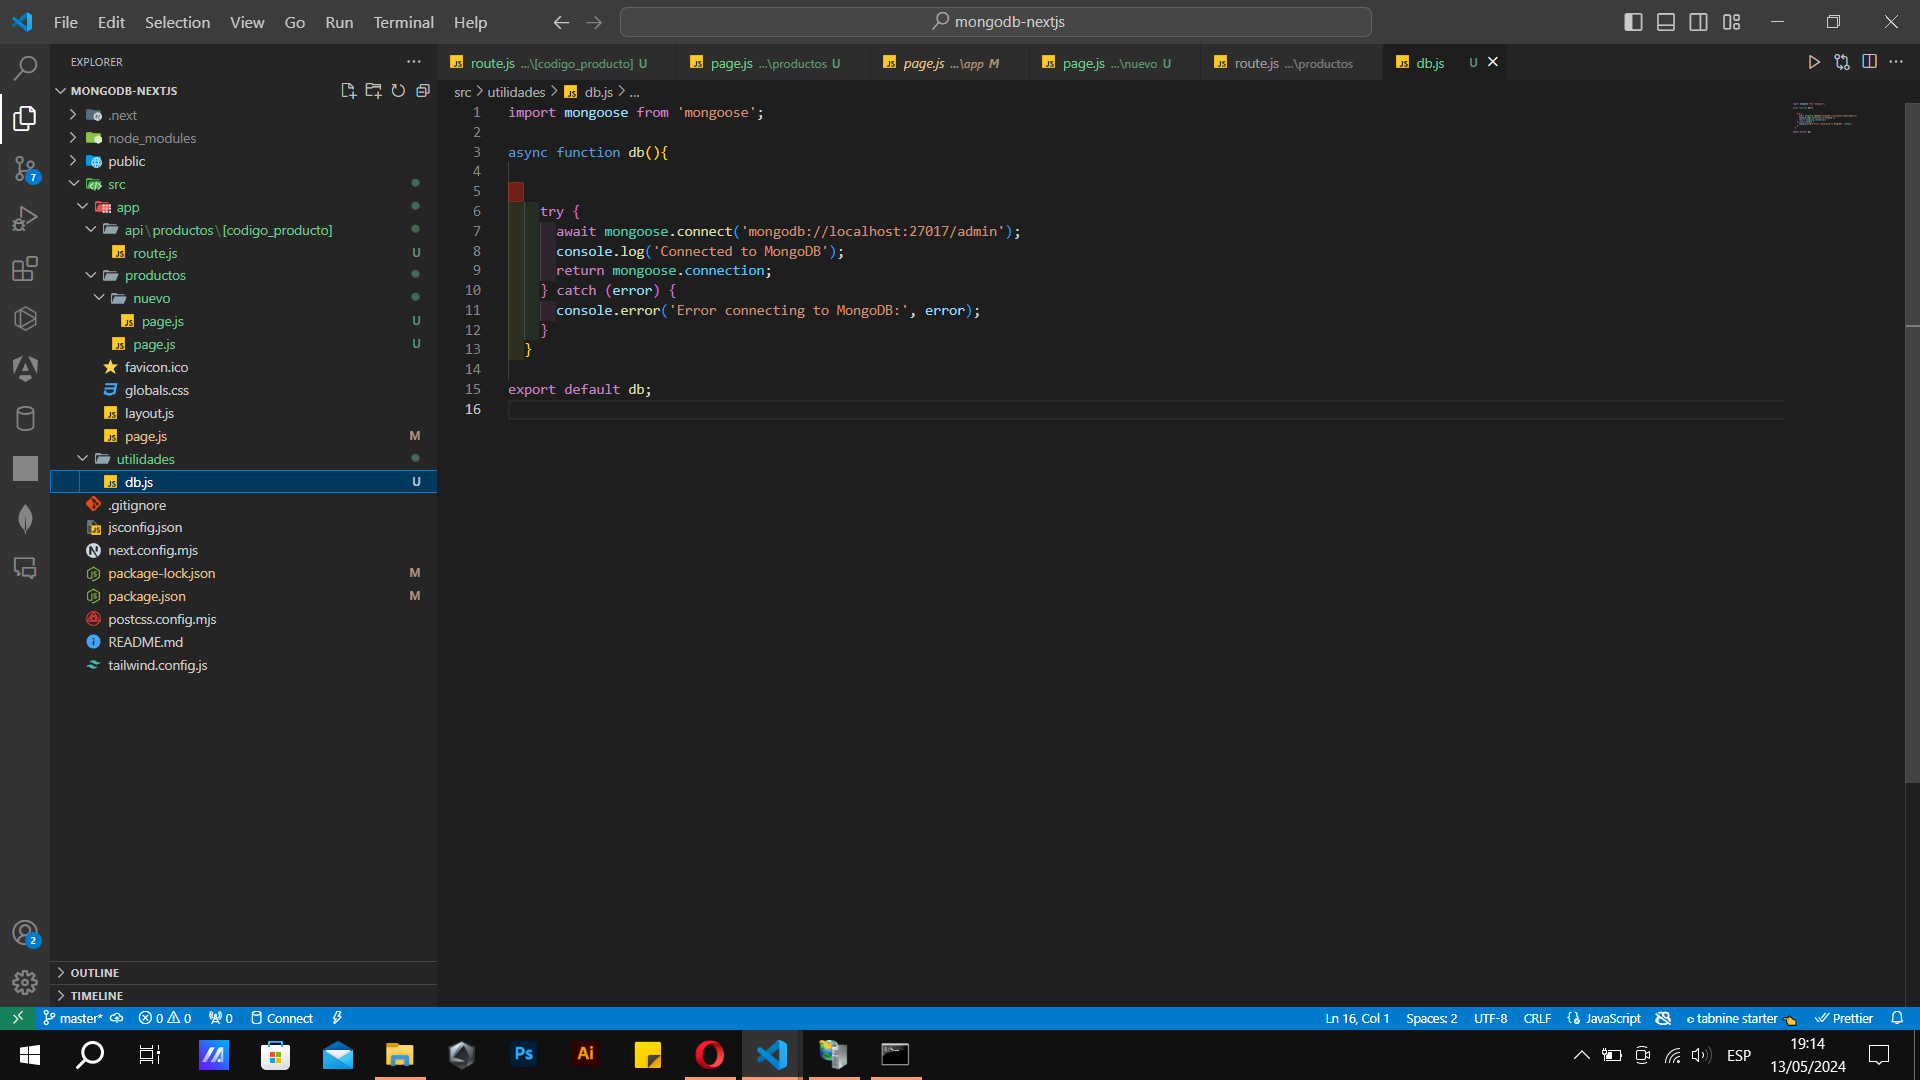 File Edit Selection View Go Run Terminal Help
mongodb-nextjs
EXPLORER
MONGODB-NEXTJS
.next
node_modules
public
src
app
api\productos\[codigo_producto]
route.js U
productos
nuevo
page.js U
page.js U
favicon.ico
globals.css
layout.js
page.js M
utilidades
db.js U
.gitignore
jsconfig.json
next.config.mjs
package-lock.json M
package.json M
postcss.config.mjs
README.md
tailwind.config.js
OUTLINE
TIMELINE
7
2
route.js ...\[codigo_producto] U
page.js ...\productos U
page.js ...\app M
page.js ...\nuevo U
route.js ...\productos
db.js U
src > utilidades > db.js > ...
1 import mongoose from 'mongoose';
2
3 async function db(){
4
5
6 try {
7 await mongoose.connect('mongodb://localhost:27017/admin');
8 console.log('Connected to MongoDB');
9 return mongoose.connection;
10 } catch (error) {
11 console.error('Error connecting to MongoDB:', error);
12 }
13 }
14
15 export default db;
16
master* 0 0 0 Connect
Ln 16, Col 1 Spaces: 2 UTF-8 CRLF JavaScript tabnine starter Prettier
Ps Ai
ESP
19:14
13/05/2024